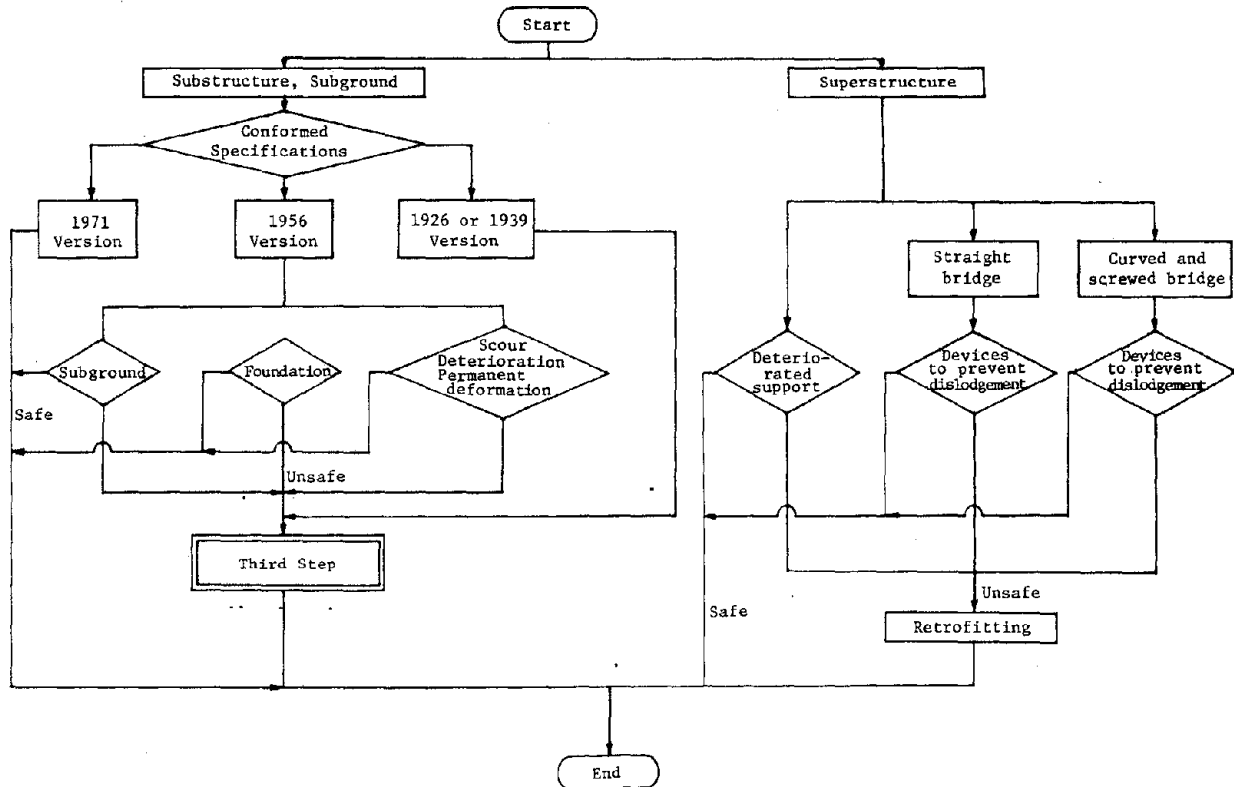 Start
Substructure, Subground
Superstructure
Conformed
Specifications
1971
Version
1956
Version
1926 or 1939
Version
Straight
bridge
Curved and
screwed bridge
Subground
Foundation
Scour
Deterioration
Permanent
deformation
Deterio-
rated
support
Devices
to prevent
dislodgement
Devices
to prevent
dislodgement
Safe
Unsafe
Third Step
Safe
Unsafe
Retrofitting
End